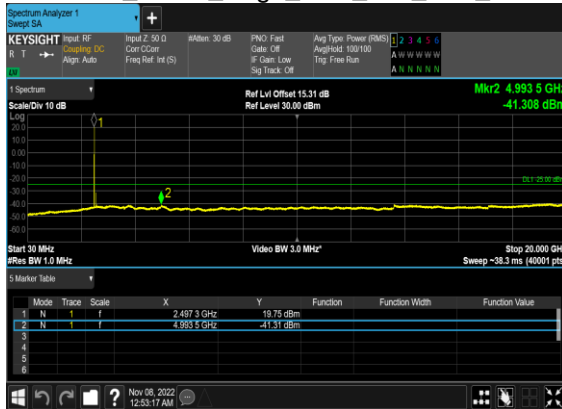 Spectrum Analyzer 1
Swept SA
+
KEYSIGHT Input: RF Input Z: 50 Ω #Atten: 30 dB PNO: Fast Avg Type: Power (RMS) 1 2 3 4 5 6
R T Coupling: DC Corr CCorr Gate: Off Avg|Hold: 100/100 A W W W W W
Align: Auto Freq Ref: Int (S) IF Gain: Low Trig: Free Run
Sig Track: Off A N N N N N
1 Spectrum Ref Lvl Offset 15.31 dB Mkr2 4.993 5 GHz
Scale/Div 10 dB Ref Level 30.00 dBm -41.308 dBm
Log
20.0
10.0
0.00
-10.0
-20.0
-30.0
-40.0
-50.0
-60.0
1
2
Start 30 MHz Video BW 3.0 MHz* Stop 20.000 GH
#Res BW 1.0 MHz Sweep ~38.3 ms (40001 pts
5 Marker Table
Mode Trace Scale X Y Function Function Width Function Value
1 N 1 f 2.497 3 GHz 19.75 dBm
2 N 1 f 4.993 5 GHz -41.31 dBm
3
4
5
6
? Nov 08, 2022
12:53:17 AM